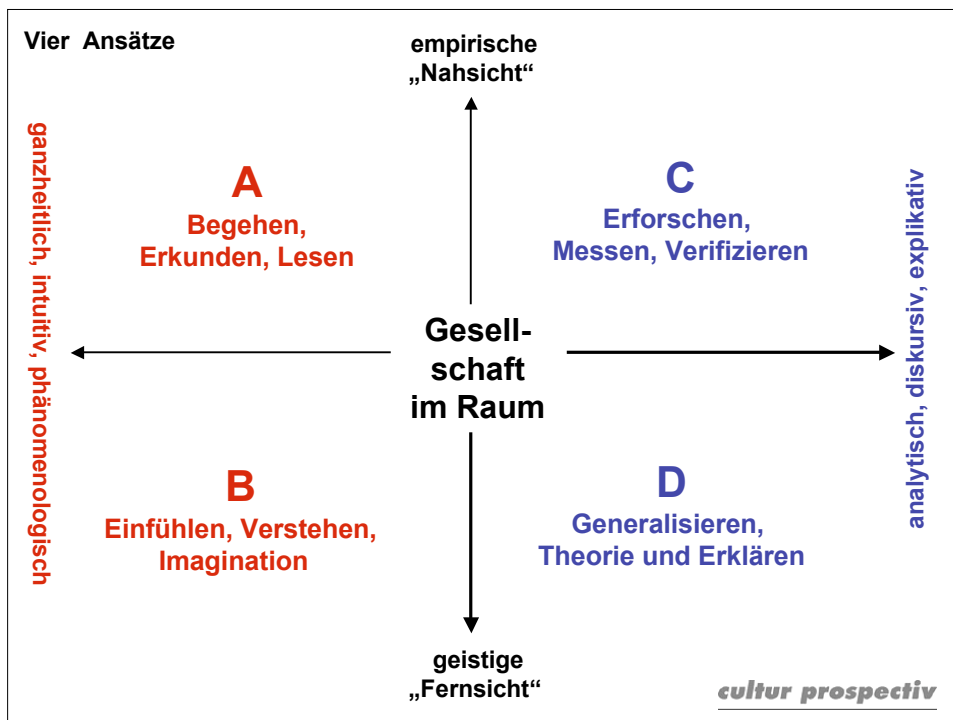 Vier Ansätze
empirische
„Nahsicht“
ganzheitlich, intuitiv, phänomenologisch
A
Begehen,
Erkunden, Lesen
C
Erforschen,
Messen, Verifizieren
analytisch, diskursiv, explikativ
Gesell-
schaft
im Raum
B
Einfühlen, Verstehen,
Imagination
D
Generalisieren,
Theorie und Erklären
geistige
„Fernsicht“
cultur prospectiv